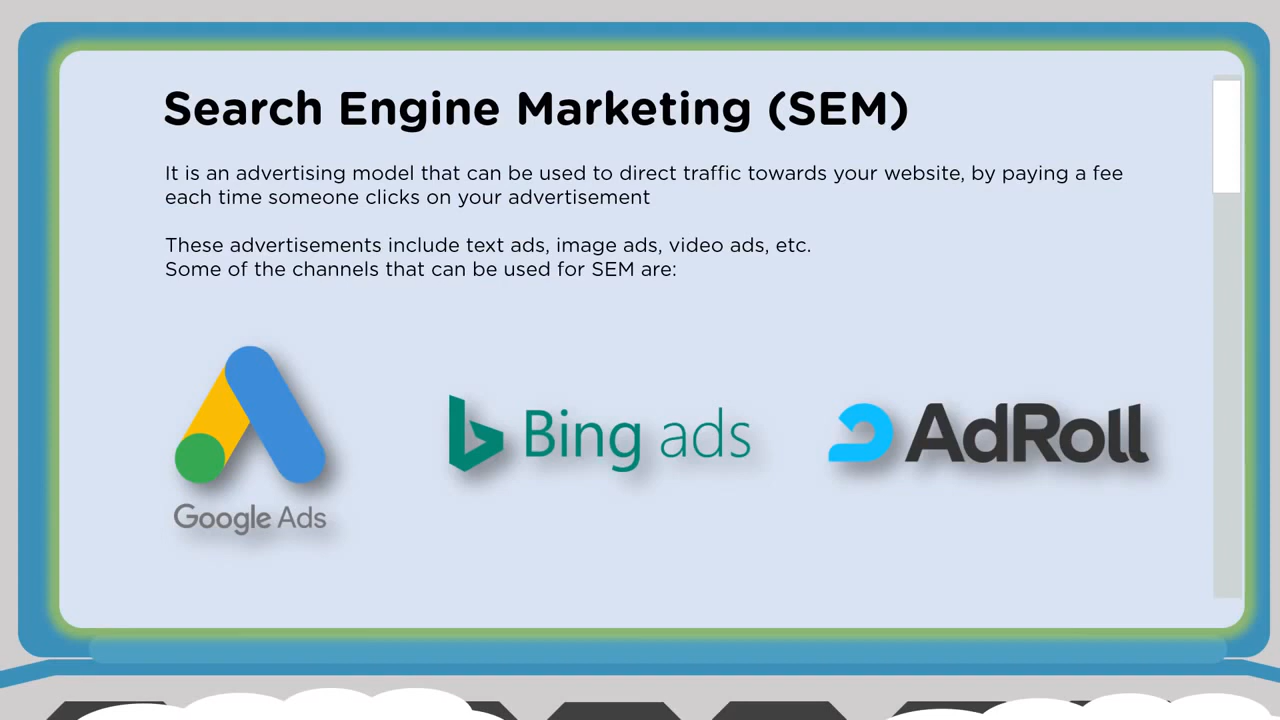 Search Engine Marketing (SEM)
It is an advertising model that can be used to direct traffic towards your website, by paying a fee
each time someone clicks on your advertisement
These advertisements include text ads, image ads, video ads, etc.
Some of the channels that can be used for SEM are:
Google Ads
Bing ads
AdRoll